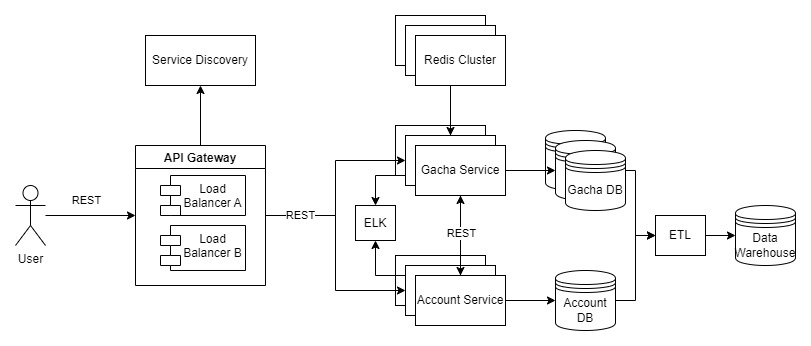 Service Discovery
Redis Cluster
API Gateway
Load
Balancer A
Load
Balancer B
REST
User
REST
Gacha Service
ELK
REST
Account Service
Gacha DB
Account
DB
ETL
Data
Warehouse